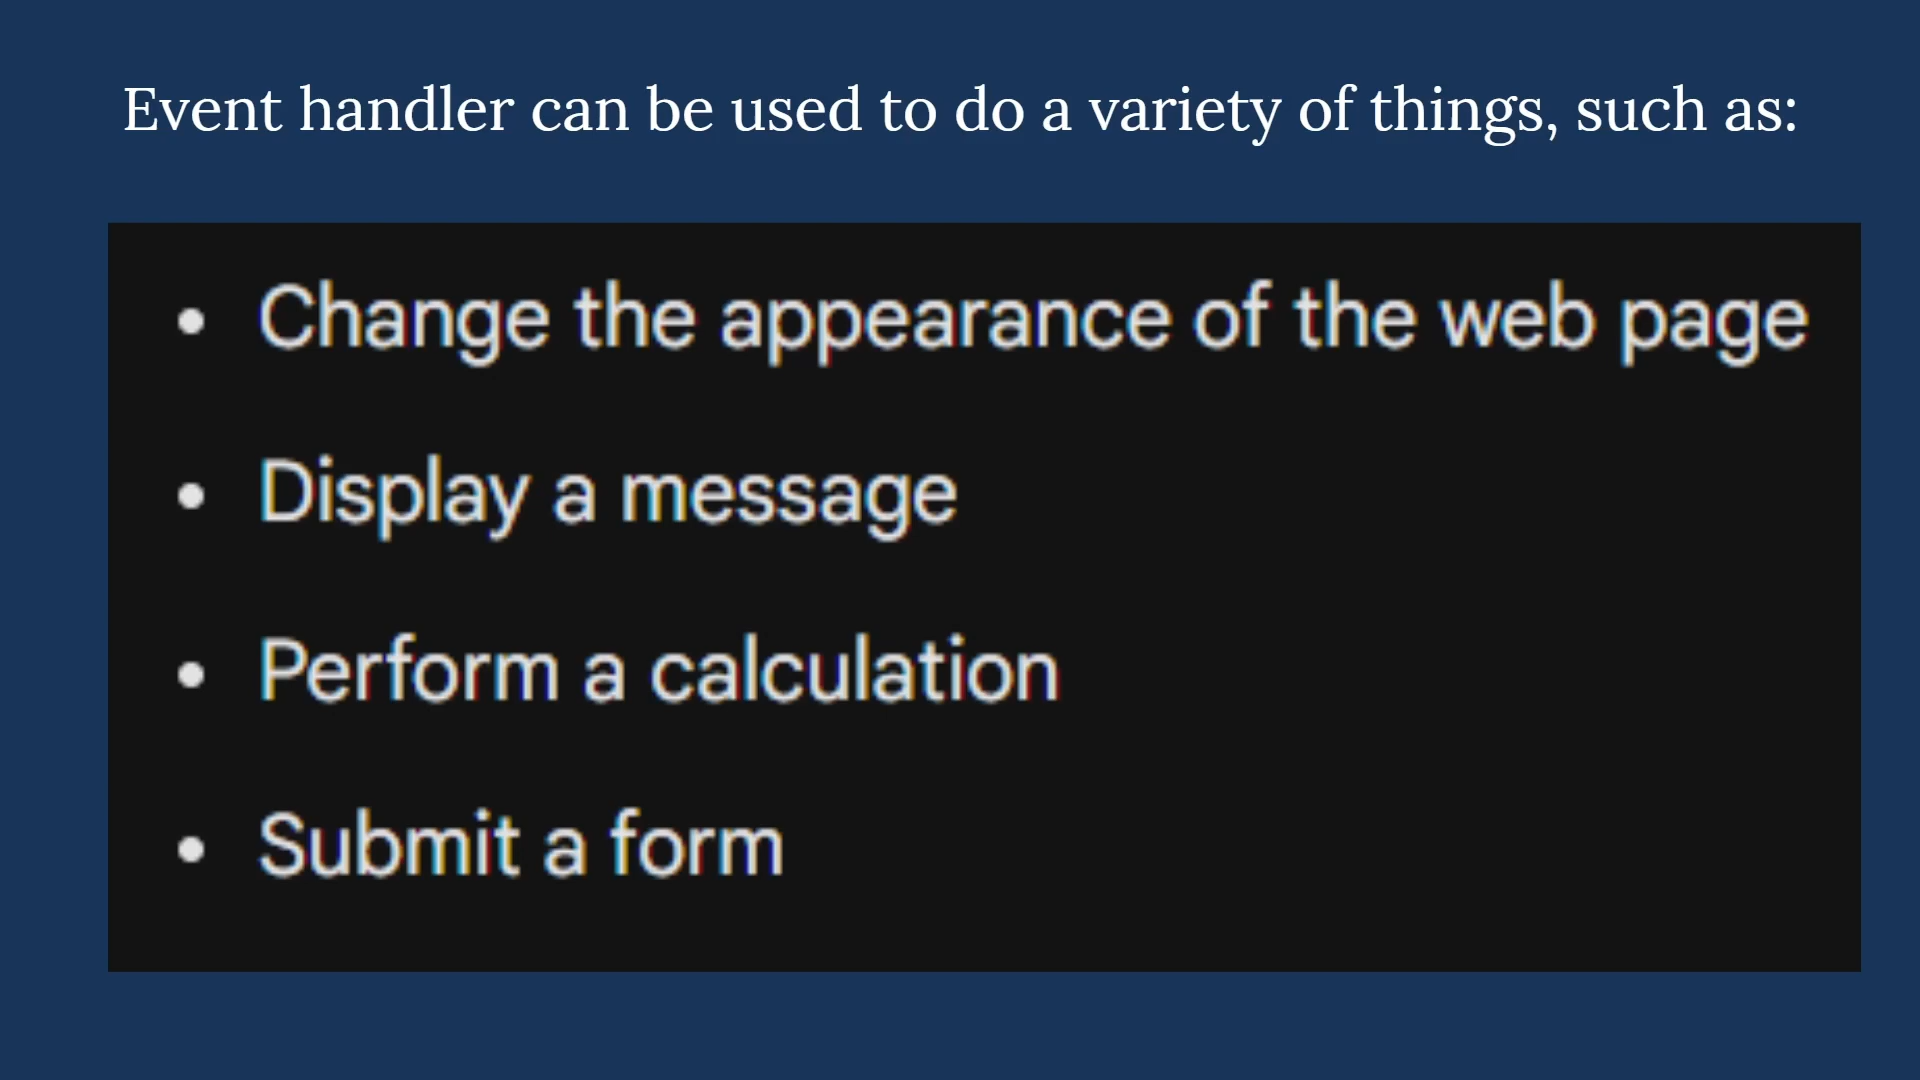 Event handler can be used to do a variety of things, such as:
• Change the appearance of the web page
• Display a message
• Perform a calculation
• Submit a form